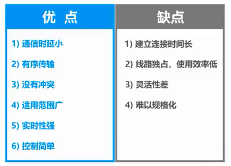 优 点
1) 通信时延小
2) 有序传输
3) 没有冲突
4) 适用范围广
5) 实时性强
6) 控制简单
缺点
1) 建立连接时间长
2) 线路独占，使用效率低
3) 灵活性差
4) 难以规格化